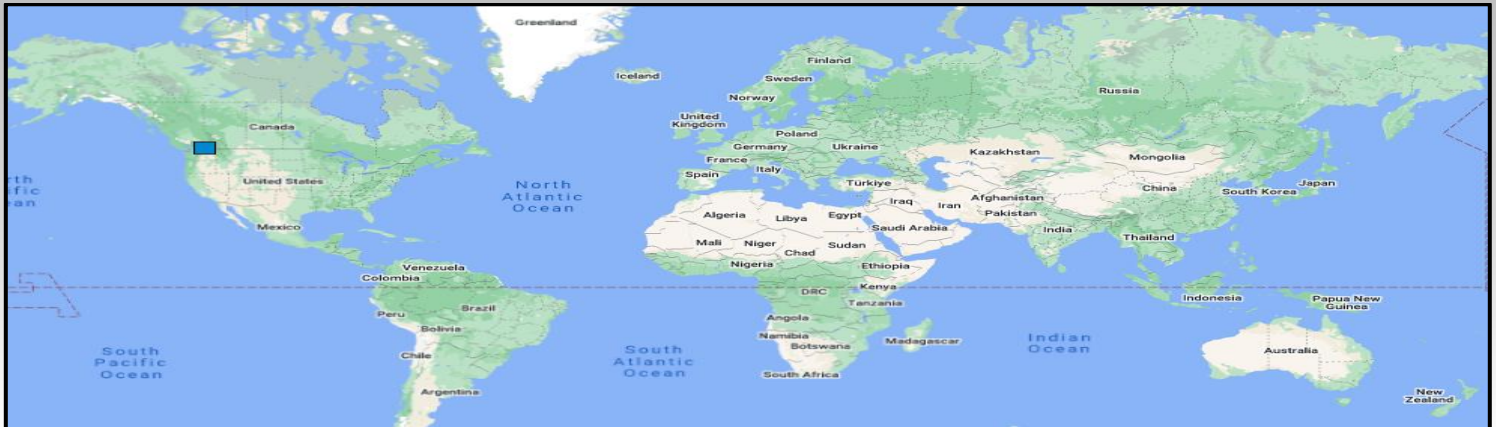 Greenland
Iceland
Finland
Sweden
Norway
Russia
United
Kingdom
Canada
Poland
Germany
Ukraine
France
Italy
Spain
Kazakhstan
Mongolia
United States
North
Atlantic
Ocean
rth
ific
an
Türkiye
China
South Korea
Japan
Iraq
Iran
Afghanistan
Pakistan
Algeria
Libya
Egypt
Saudi Arabia
India
Mexico
Mali
Niger
Chad
Sudan
Thailand
Venezuela
Colombia
Nigeria
Ethiopia
DRC
Kenya
Tanzania
Indonesia
Papua New
Guinea
Peru
Brazil
Bolivia
Angola
Namibia
Botswana
Madagascar
Indian
Ocean
South
Pacific
Ocean
South
Atlantic
Ocean
Chile
Australia
South Africa
Argentina
New
Zealand